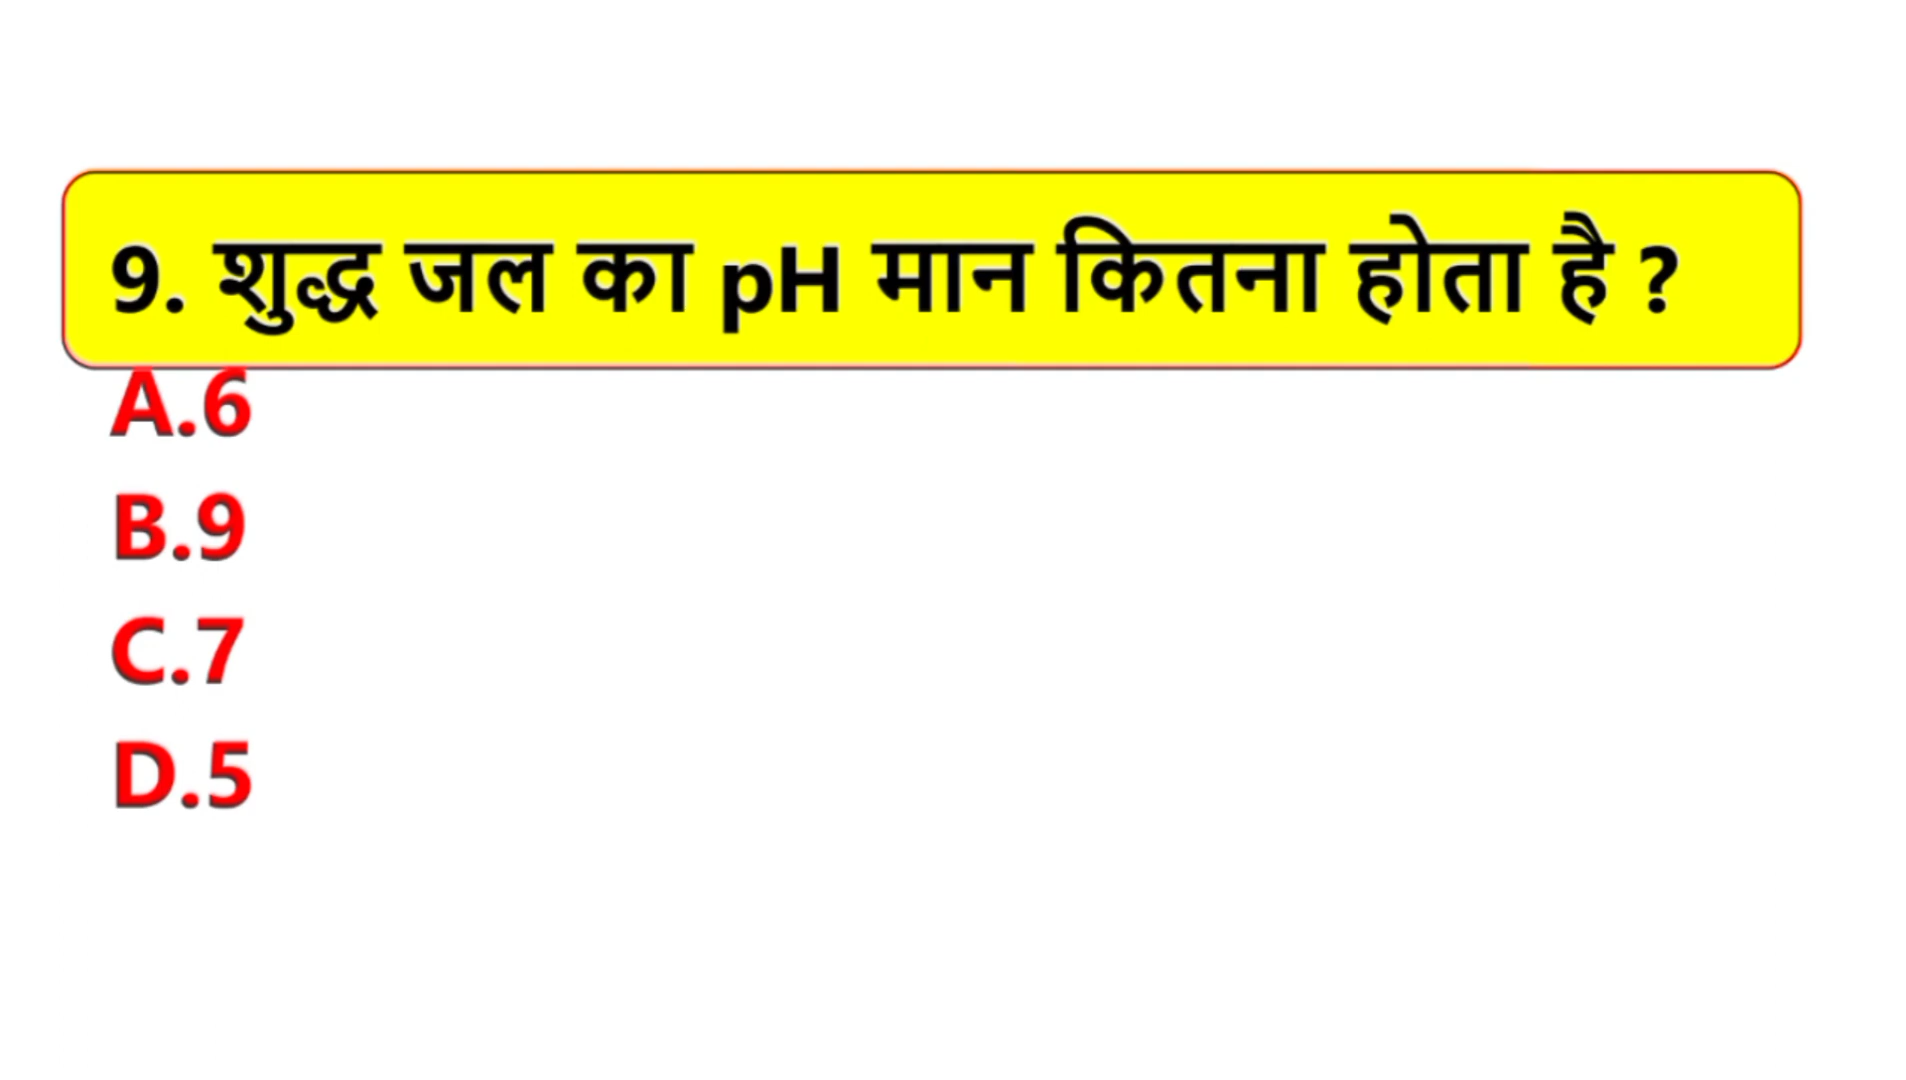 9. शुद्ध जल का pH मान कितना होता है ?
A.6
B.9
C.7
D.5